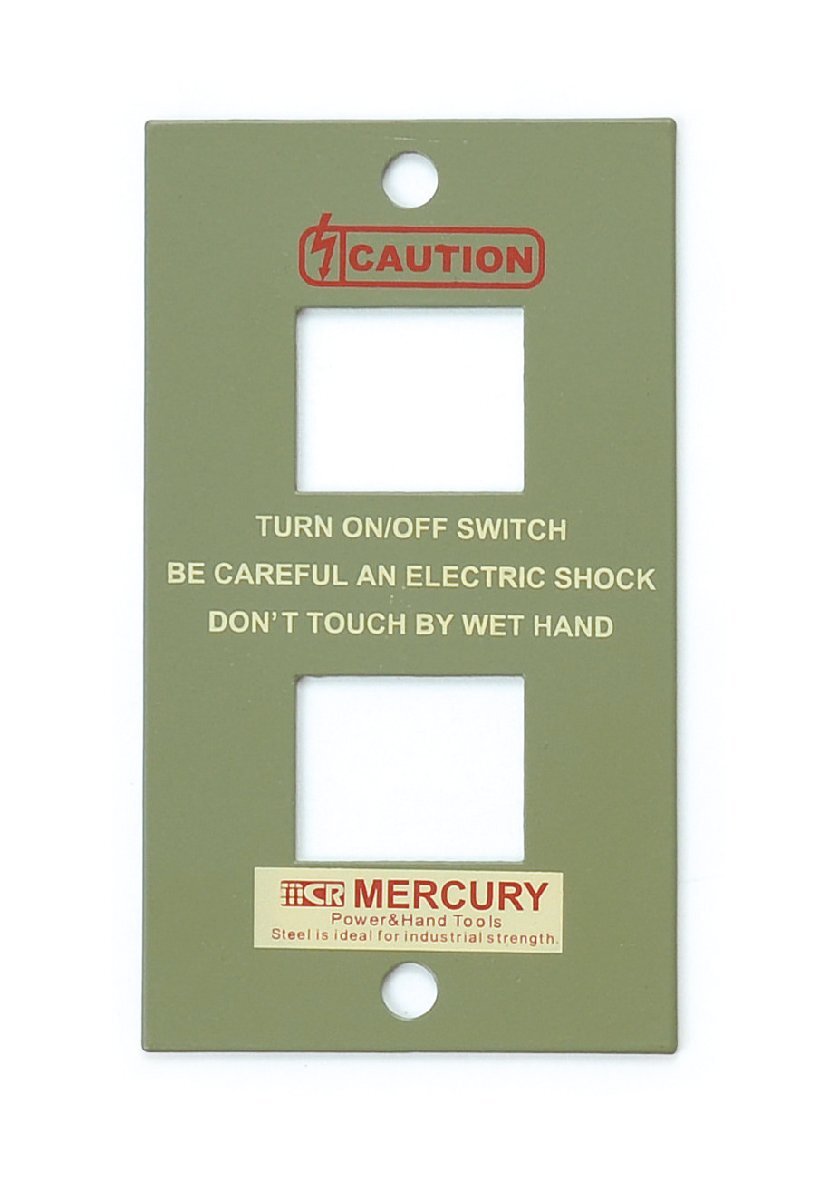 CAUTION
TURN ON/OFF SWITCH
BE CAREFUL AN ELECTRIC SHOCK
DON'T TOUCH BY WET HAND
MCR MERCURY
Power&Hand Tools
Steel is ideal for industrial strength.